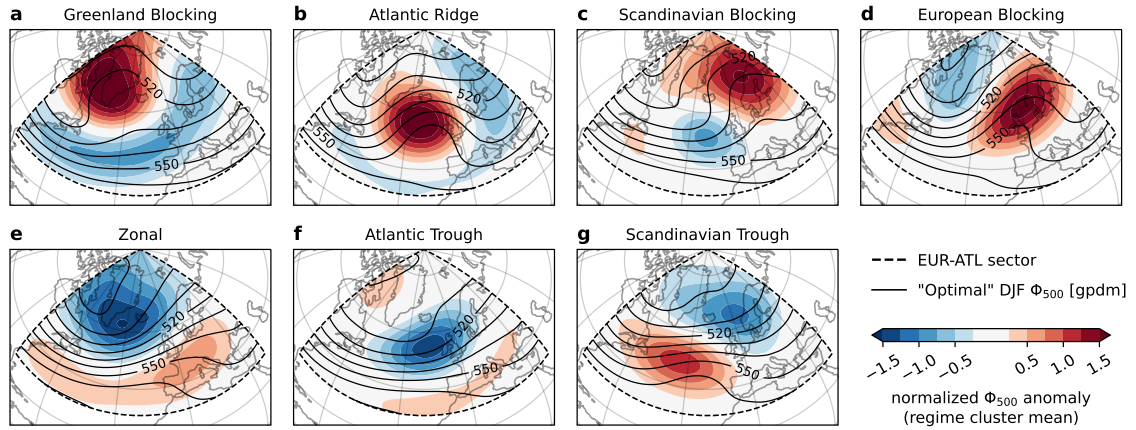 a Greenland Blocking
b Atlantic Ridge
c Scandinavian Blocking
d European Blocking
520
550
520
550
520
550
520
550
e Zonal
f Atlantic Trough
g Scandinavian Trough
520
550
520
550
520
550
EUR-ATL sector
"Optimal" DJF Φ500 [gpdm]
−1.5 −1.0 −0.5 0.5 1.0 1.5
normalized Φ500 anomaly
(regime cluster mean)